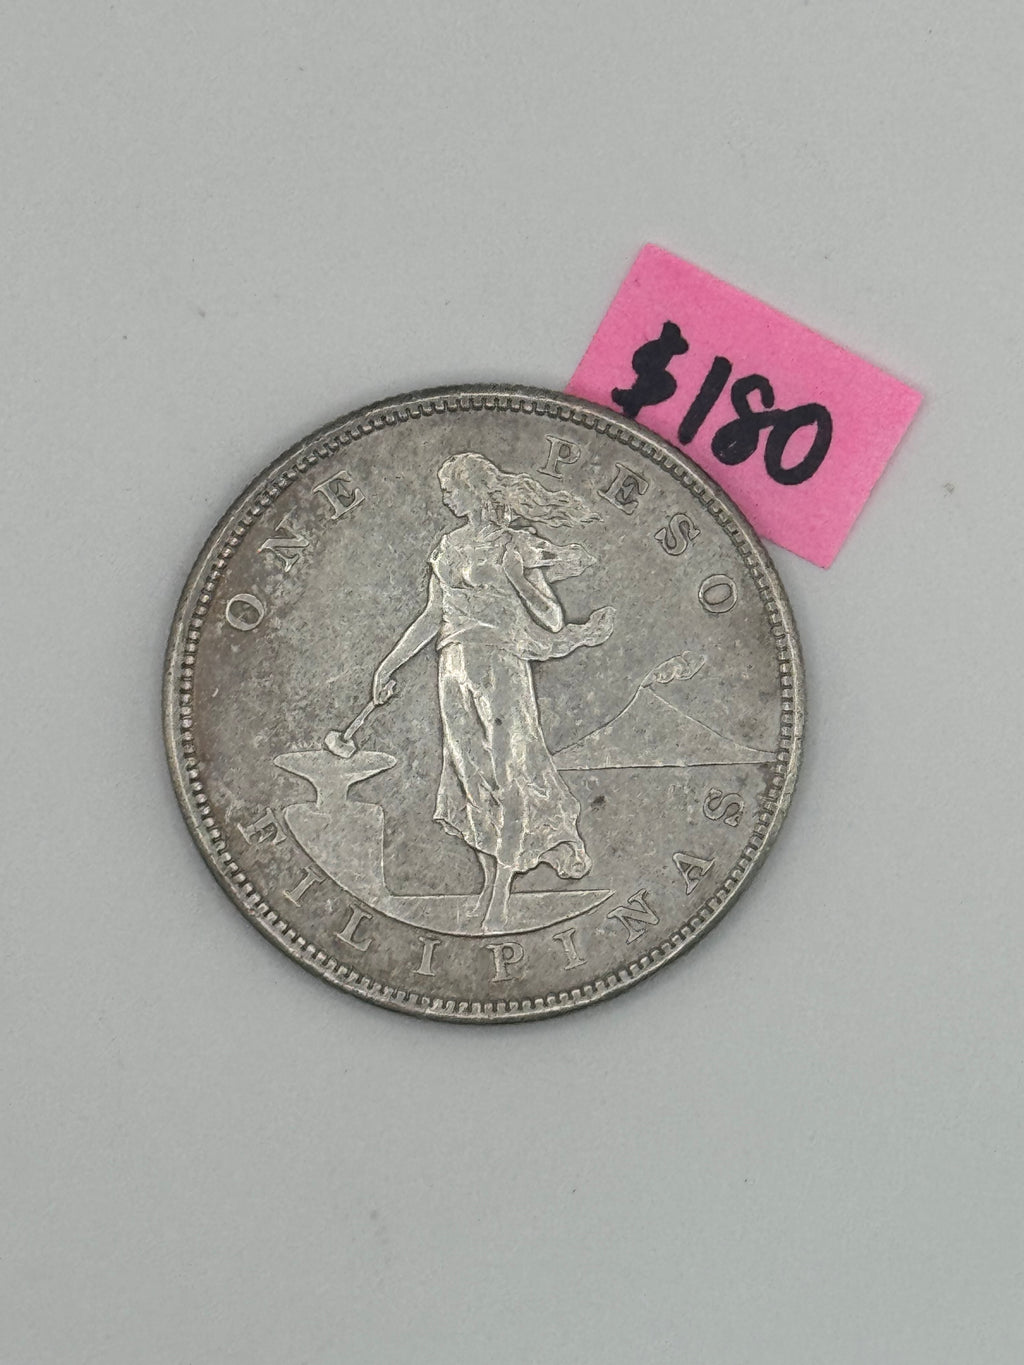 $180
ONE PESO
FILIPINAS